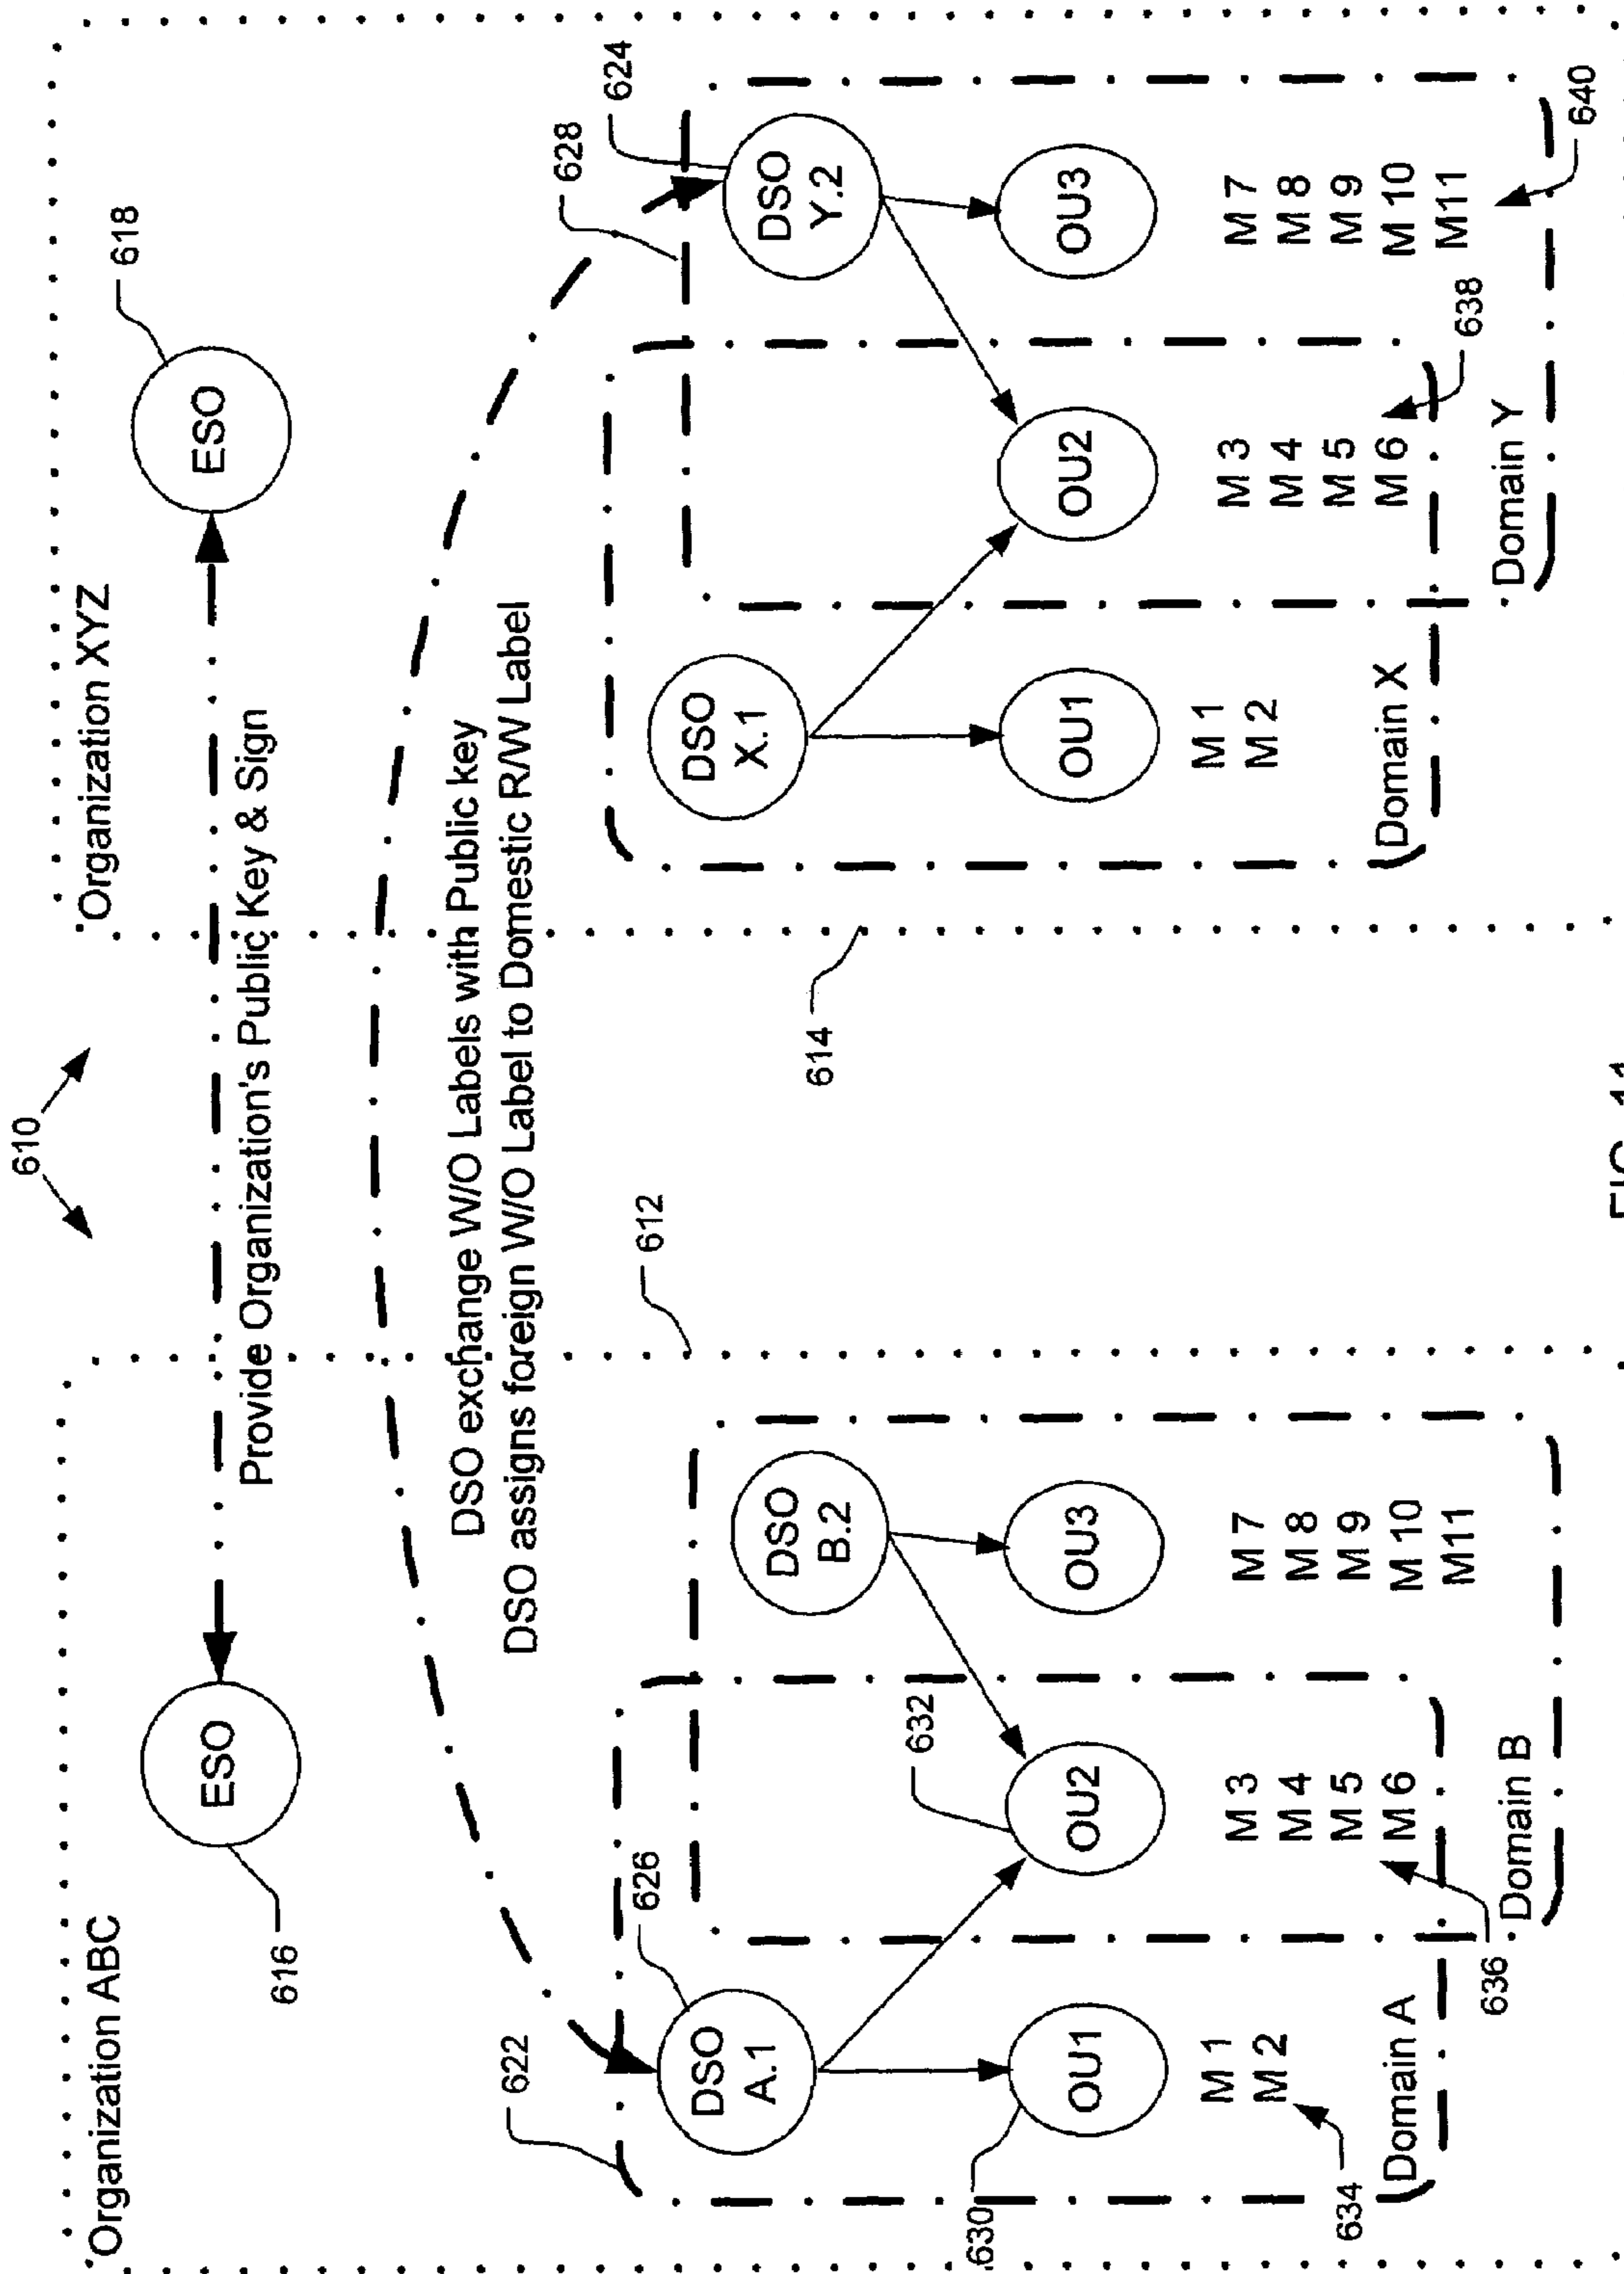 610
Organization ABC
Organization XYZ
ESO
ESO
616
618
Provide Organization's Public Key & Sign
DSO exchange W/O Labels with Public key
DSO assigns foreign W/O Label to Domestic R/W Label
622
626
612
614
628
624
DSO
A.1
DSO
B.2
DSO
X.1
DSO
Y.2
632
630
OU1
OU2
OU3
OU1
OU2
OU3
M 1
M 2
M 3
M 4
M 5
M 6
M 7
M 8
M 9
M 10
M11
M 1
M 2
M 3
M 4
M 5
M 6
M 7
M 8
M 9
M 10
M11
634
636
638
640
Domain A
Domain B
Domain X
Domain Y
FIG. 11